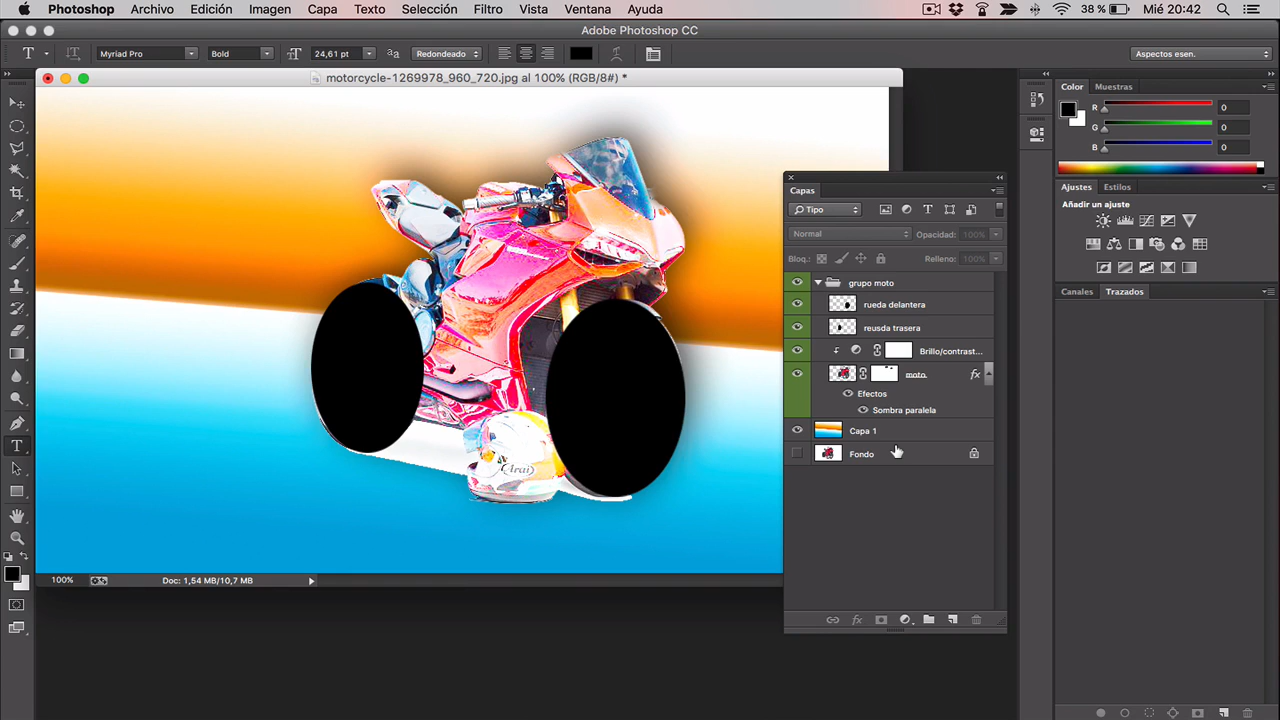 Photoshop Archivo Edición Imagen Capa Texto Selección Filtro Vista Ventana Ayuda 38 % Mié 20:42
Adobe Photoshop CC
T Myriad Pro Bold 24,61 pt Redondeado Aspectos esen.
motorcycle-1269978_960_720.jpg al 100% (RGB/8#) *
Color Muestras
R 0
G 0
B 0
Capas
Tipo
Normal Opacidad: 100%
Bloq.: Relleno: 100%
grupo moto
rueda delantera
reusda trasera
Brillo/contrast...
moto.
fx
Efectos
Sombra paralela
Capa 1
Fondo
Ajustes Estilos
Añadir un ajuste
Canales Trazados
Arai
100% Doc: 1,54 MB/10,7 MB